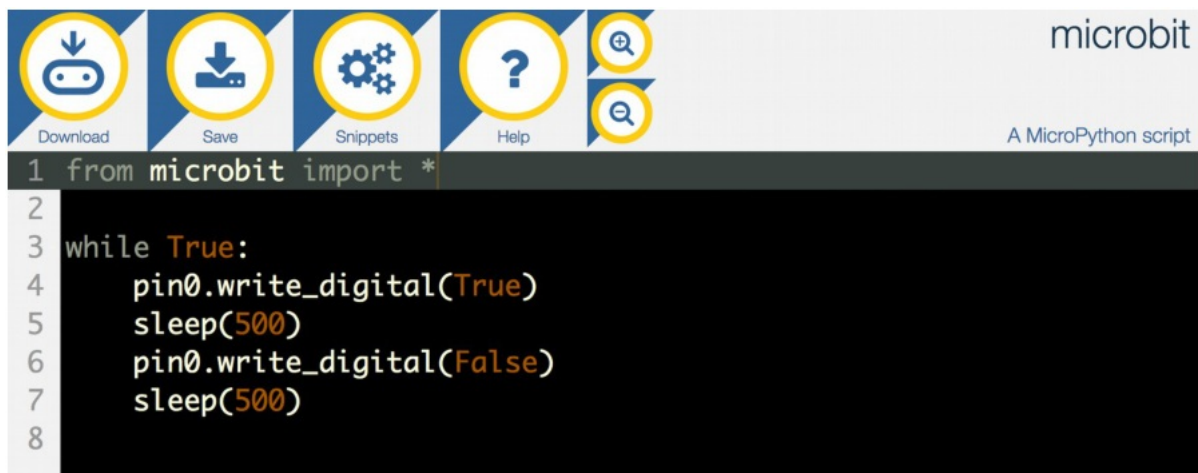 microbit
Download Save Snippets Help A MicroPython script
1 from microbit import *
2
3 while True:
4     pin0.write_digital(True)
5     sleep(500)
6     pin0.write_digital(False)
7     sleep(500)
8